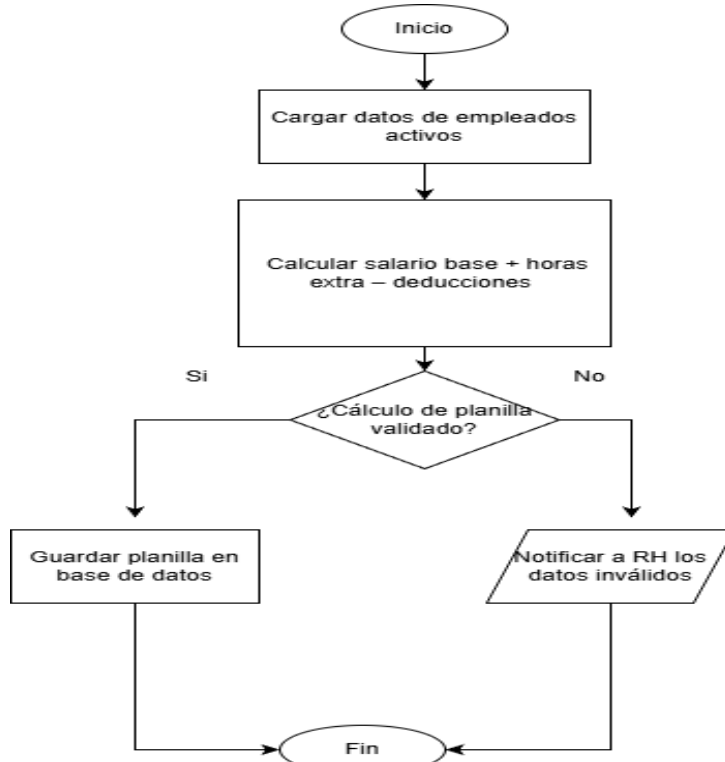 Inicio
Cargar datos de empleados
activos
Calcular salario base + horas
extra – deducciones
Si
No
¿Cálculo de planilla
validado?
Guardar planilla en
base de datos
Notificar a RH los
datos inválidos
Fin